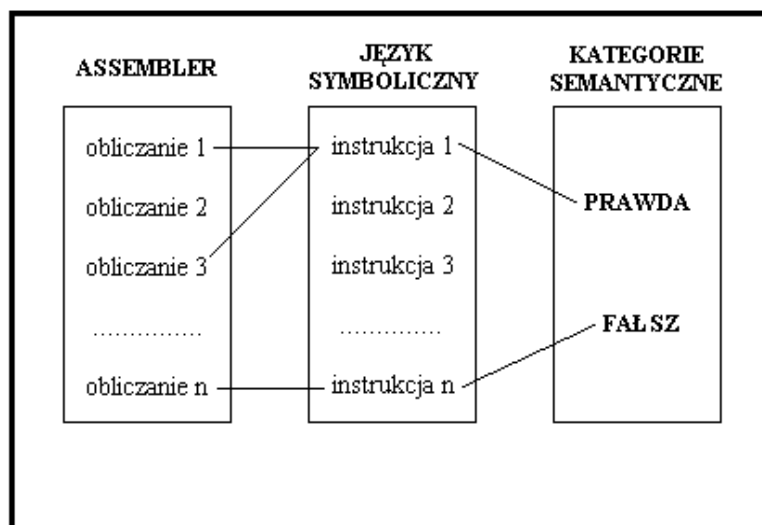 ASSEMBLER
obliczanie 1
obliczanie 2
obliczanie 3
...............
obliczanie n
JĘZYK
SYMBOLICZNY
instrukcja 1
instrukcja 2
instrukcja 3
..............
instrukcja n
KATEGORIE
SEMANTYCZNE
PRAWDA
FAŁSZ